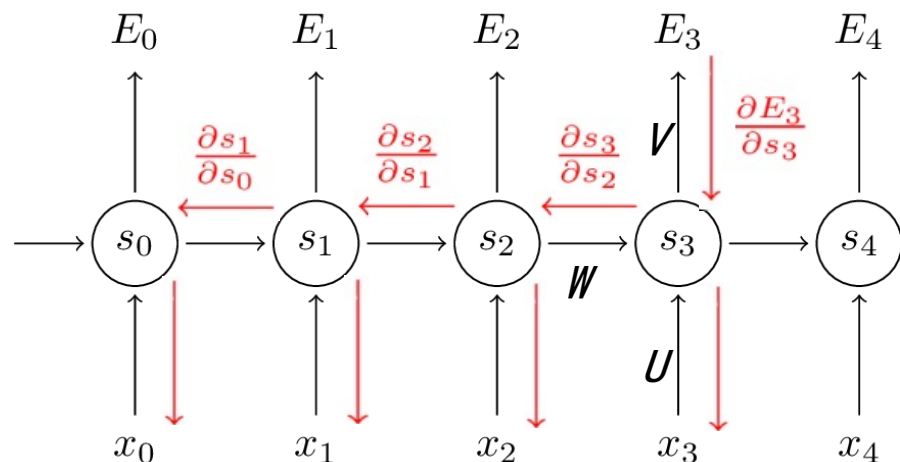 E₀ E₁ E₂ E₃ E₄
∂s₁/∂s₀ ∂s₂/∂s₁ ∂s₃/∂s₂ V ∂E₃/∂s₃
s₀ s₁ s₂ s₃ s₄
W
U
x₀ x₁ x₂ x₃ x₄